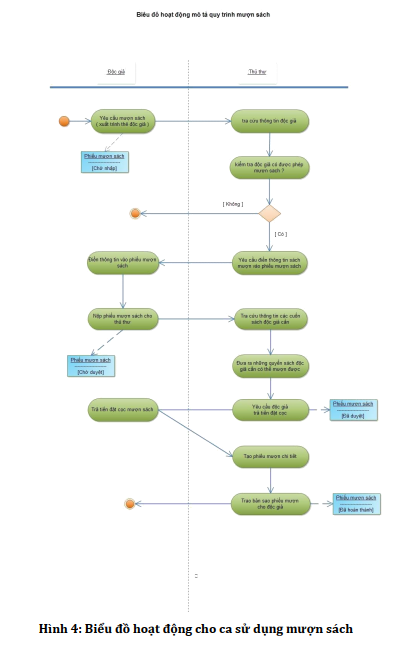 Biểu đồ hoạt động mô tả quy trình mượn sách
Độc giả
Thủ thư
Yêu cầu mượn sách
( xuất trình thẻ độc giả )
tra cứu thông tin độc giả
Phiếu mượn sách
[Chờ nhập]
kiểm tra độc giả có được phép
mượn sách ?
[ Không ]
[ Có ]
Điền thông tin vào phiếu mượn
sách
Yêu cầu điền thông tin sách
mượn vào phiếu mượn sách
Nộp phiếu mượn sách cho
thủ thư
Tra cứu thông tin các cuốn
sách độc giả cần
Phiếu mượn sách
[Chờ duyệt]
Đưa ra những quyển sách độc
giả cần có thể mượn được
Trả tiền đặt cọc mượn sách
Yêu cầu độc giả
trả tiền đặt cọc
Phiếu mượn sách
[Đã duyệt]
Tạo phiếu mượn chi tiết
Trao bản sao phiếu mượn
cho độc giả
Phiếu mượn sách
[Đã hoàn thành]
Hình 4: Biểu đồ hoạt động cho ca sử dụng mượn sách